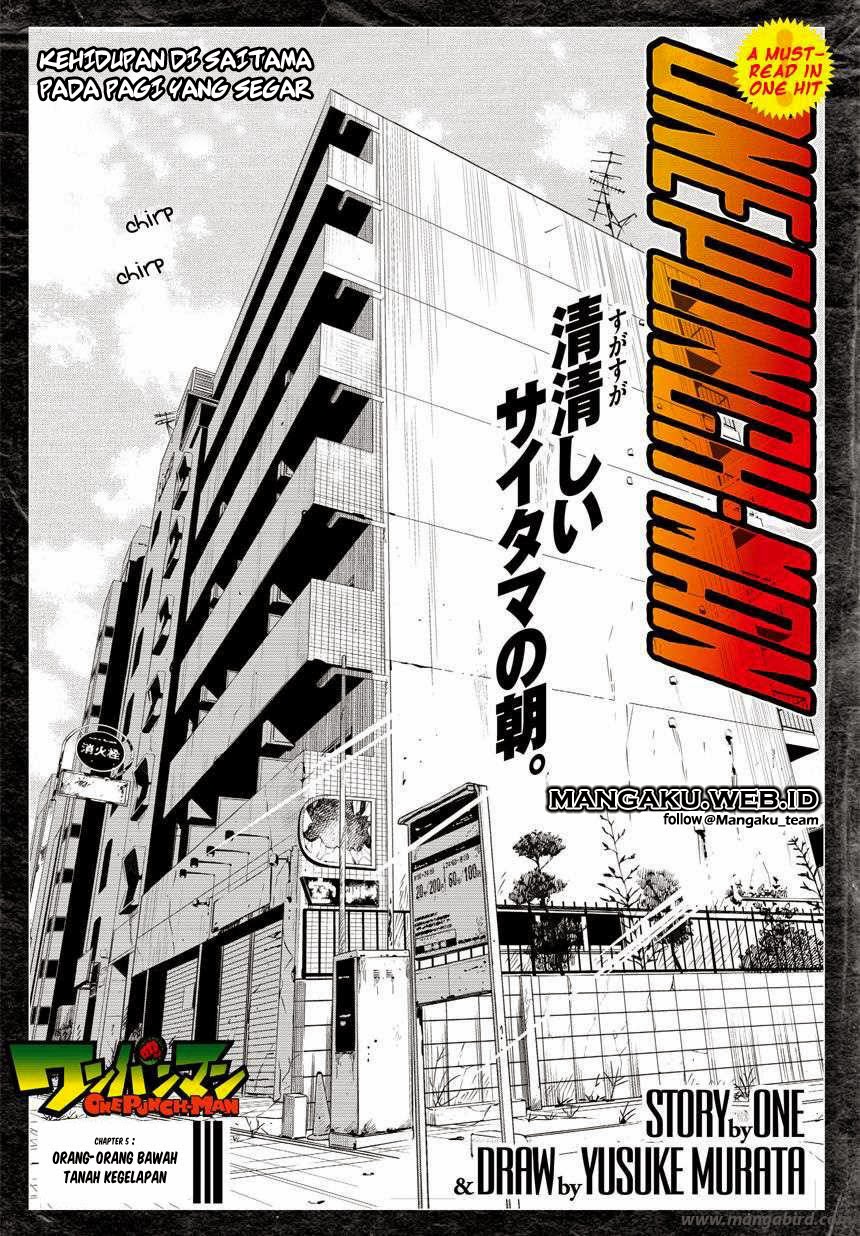 KEHIDUPAN DI SAITAMA
PADA PAGI YANG SEGAR
A MUST-
READ IN
ONE HIT
ONE PUNCH-MAN
chirp
chirp
すがすが
清清しい
サイタマの朝。
消火栓
MANGAKU.WEB.ID
follow @Mangaku_team
ワンパンマン
ONE PUNCH-MAN
CHAPTER 5 :
ORANG-ORANG BAWAH
TANAH KEGELAPAN
STORY by ONE
& DRAW by YUSUKE MURATA
www.mangabird.com